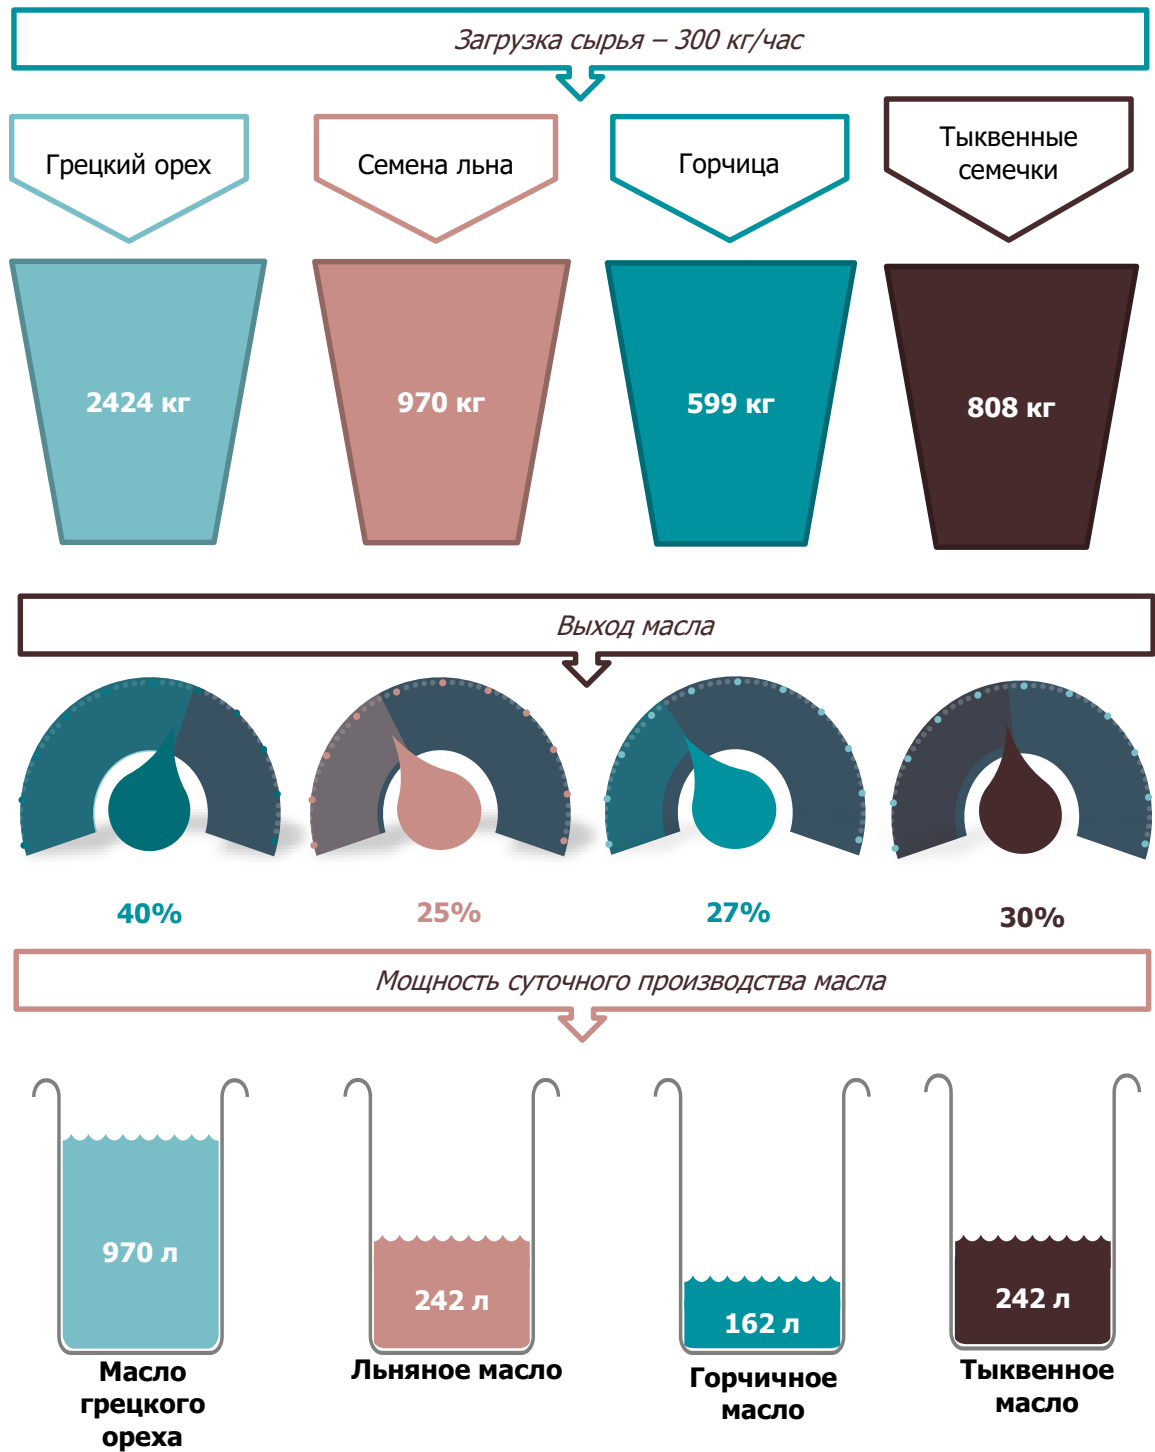 Загрузка сырья – 300 кг/час
Грецкий орех
Семена льна
Горчица
Тыквенные
семечки
2424 кг
970 кг
599 кг
808 кг
Выход масла
40%
25%
27%
30%
Мощность суточного производства масла
970 л
242 л
162 л
242 л
Масло
грецкого
ореха
Льняное масло
Горчичное
масло
Тыквенное
масло